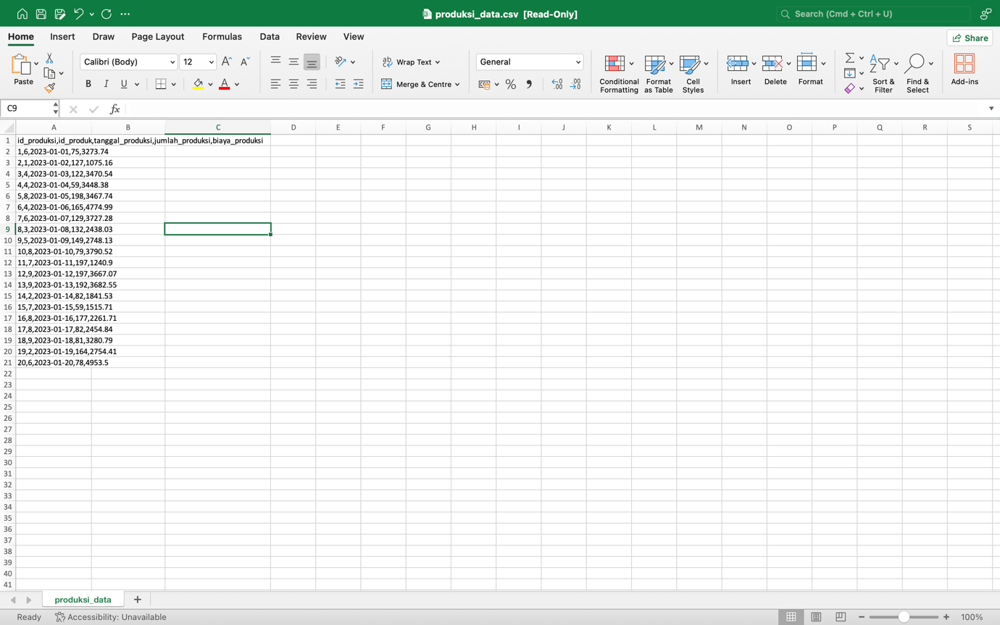 produksi_data.csv [Read-Only]
Search (Cmd + Ctrl + U)
Home Insert Draw Page Layout Formulas Data Review View Share
Paste
Calibri (Body) 12
B I U
Wrap Text
Merge & Centre
General
Conditional Formatting
Format as Table
Cell Styles
Insert
Delete
Format
Sort & Filter
Find & Select
Add-ins
C9 fx
A B C D E F G H I J K L M N O P Q R S
1 id_produksi,id_produk,tanggal_produksi,jumlah_produksi,biaya_produksi
2 1,6,2023-01-01,75,3273.74
3 2,1,2023-01-02,127,1075.16
4 3,4,2023-01-03,122,3470.54
5 4,4,2023-01-04,59,3448.38
6 5,8,2023-01-05,198,3467.74
7 6,4,2023-01-06,165,4774.99
8 7,6,2023-01-07,129,3727.28
9 8,3,2023-01-08,132,2438.03
10 9,5,2023-01-09,149,2748.13
11 10,8,2023-01-10,79,3790.52
12 11,7,2023-01-11,197,1240.9
13 12,9,2023-01-12,197,3667.07
14 13,9,2023-01-13,192,3682.55
15 14,2,2023-01-14,82,1841.53
16 15,7,2023-01-15,59,1515.71
17 16,8,2023-01-16,177,2261.71
18 17,8,2023-01-17,82,2454.84
19 18,9,2023-01-18,81,3280.79
20 19,2,2023-01-19,164,2754.41
21 20,6,2023-01-20,78,4953.5
22
23
24
25
26
27
28
29
30
31
32
33
34
35
36
37
38
39
40
41
produksi_data
Ready Accessibility: Unavailable 100%